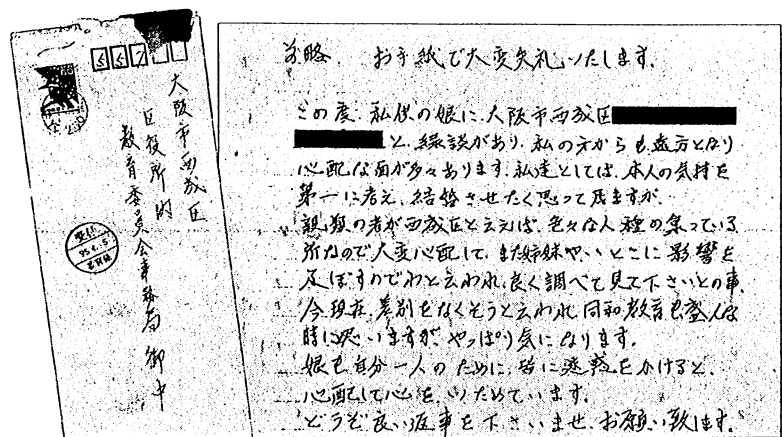 大阪市西成区
区役所内
教育委員会事務局 御中
前略. お手紙で大変失礼いたします.
この度. 私供の娘に. 大阪市西成区
と. 縁談があり. 私の方からも遠方となり
心配な面が多々あります. 私達としては. 本人の気持を
第一に考え. 結婚させたく思って居ますが.
親類の者が西成区と云えば. 色々な人種の集っている
所なので大変心配して. また姉妹や. いとこに影響を
及ぼすのでわと云われ. 良く調べて見て下さいとの事.
今現在. 差別をなくそうと云われ. 同和教育も盛んな
時に思いますが. やっぱり気になります.
娘も自分一人のために. 皆に迷惑をかけると.
心配して心を. いためています.
どうぞ良い返事を下さいませ. お願い致します.